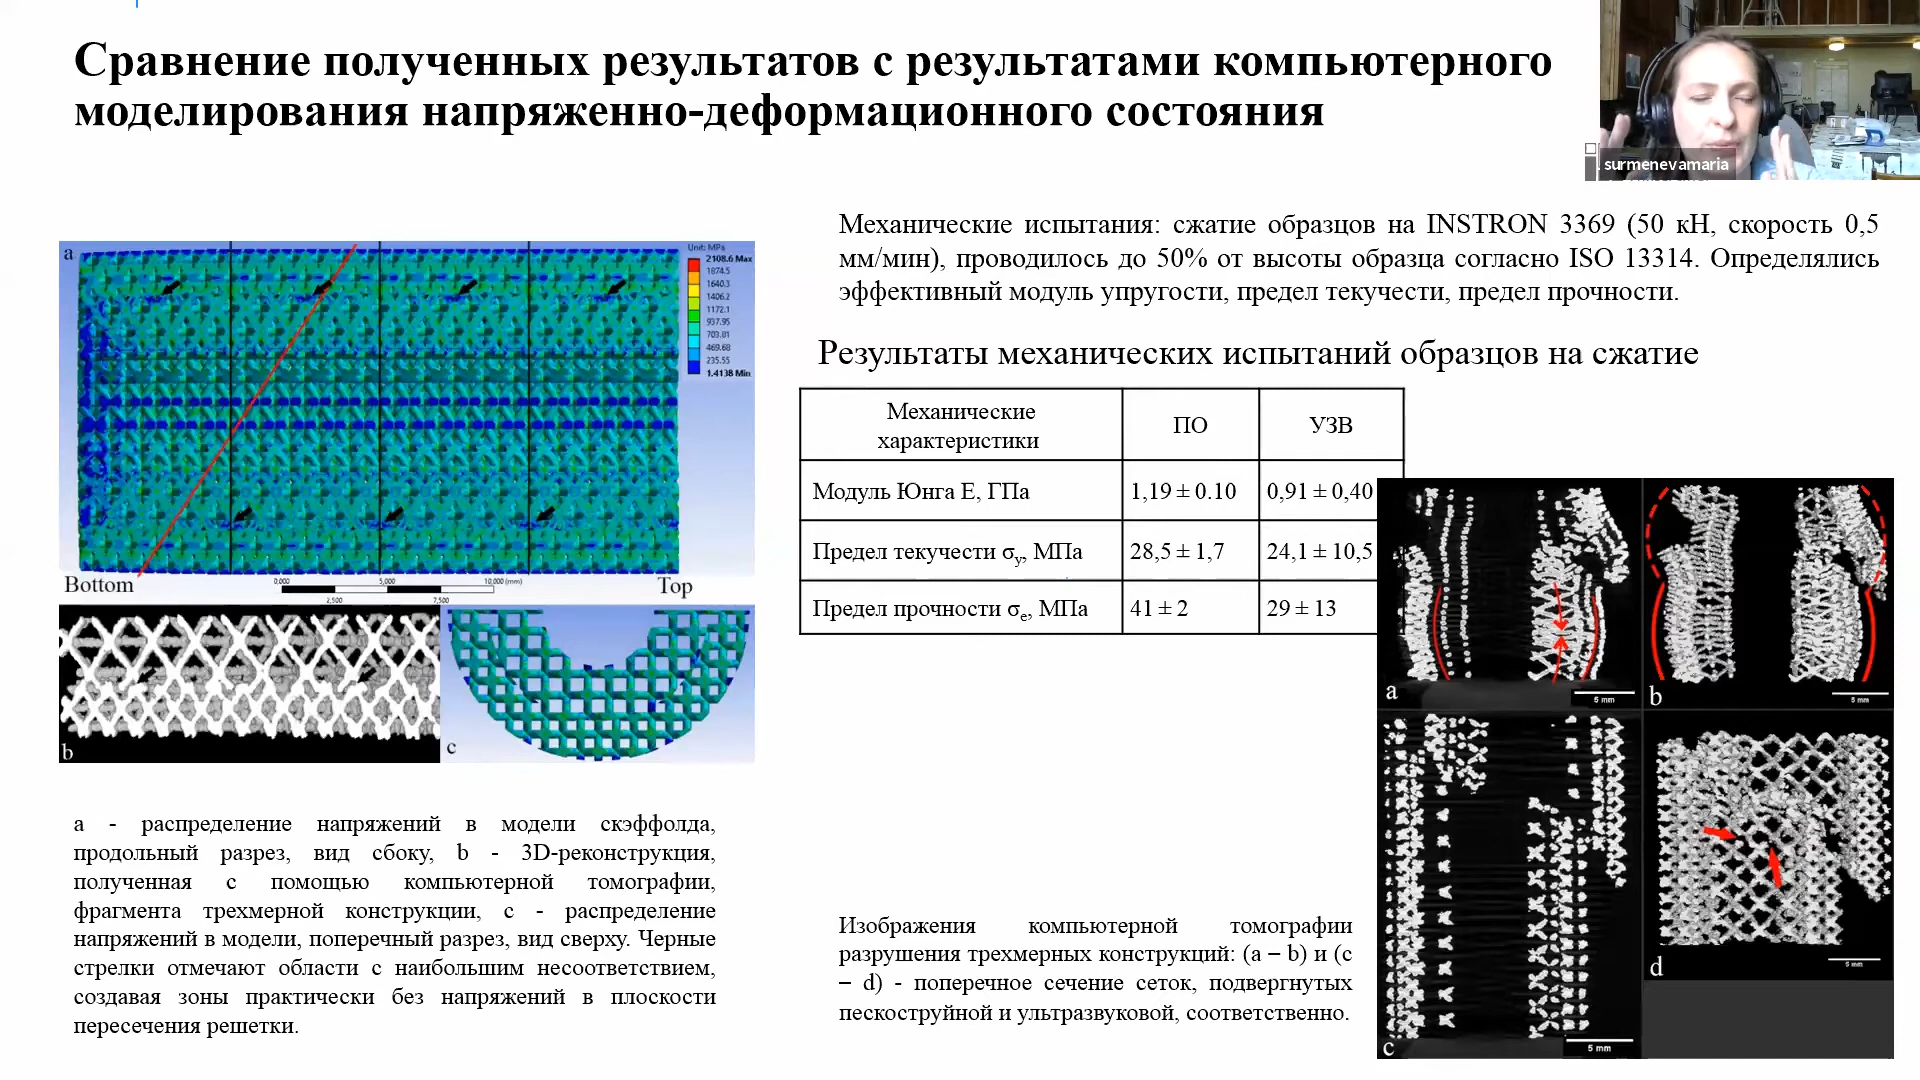 Сравнение полученных результатов с результатами компьютерного
моделирования напряженно-деформационного состояния
surmenevamaria
Механические испытания: сжатие образцов на INSTRON 3369 (50 кН, скорость 0,5
мм/мин), проводилось до 50% от высоты образца согласно ISO 13314. Определялись
эффективный модуль упругости, предел текучести, предел прочности.
a
Unit: MPa
2108.6 Max
1874.5
1640.3
1406.2
1172.1
937.95
703.81
469.68
235.55
1.4138 Min
Bottom
0,000
5,000
10,000 (mm)
2,500
7,500
Top
b
c
Результаты механических испытаний образцов на сжатие
Механические
характеристики
ПО
УЗВ
Модуль Юнга E, ГПа
1,19 ± 0.10
0,91 ± 0,40
Предел текучести σy, МПа
28,5 ± 1,7
24,1 ± 10,5
Предел прочности σe, МПа
41 ± 2
29 ± 13
a
5 mm
b
5 mm
c
5 mm
d
5 mm
a - распределение напряжений в модели скэффолда,
продольный разрез, вид сбоку, b - 3D-реконструкция,
полученная с помощью компьютерной томографии,
фрагмента трехмерной конструкции, c - распределение
напряжений в модели, поперечный разрез, вид сверху. Черные
стрелки отмечают области с наибольшим несоответствием,
создавая зоны практически без напряжений в плоскости
пересечения решетки.
Изображения компьютерной томографии
разрушения трехмерных конструкций: (a – b) и (c
– d) - поперечное сечение сеток, подвергнутых
пескоструйной и ультразвуковой, соответственно.